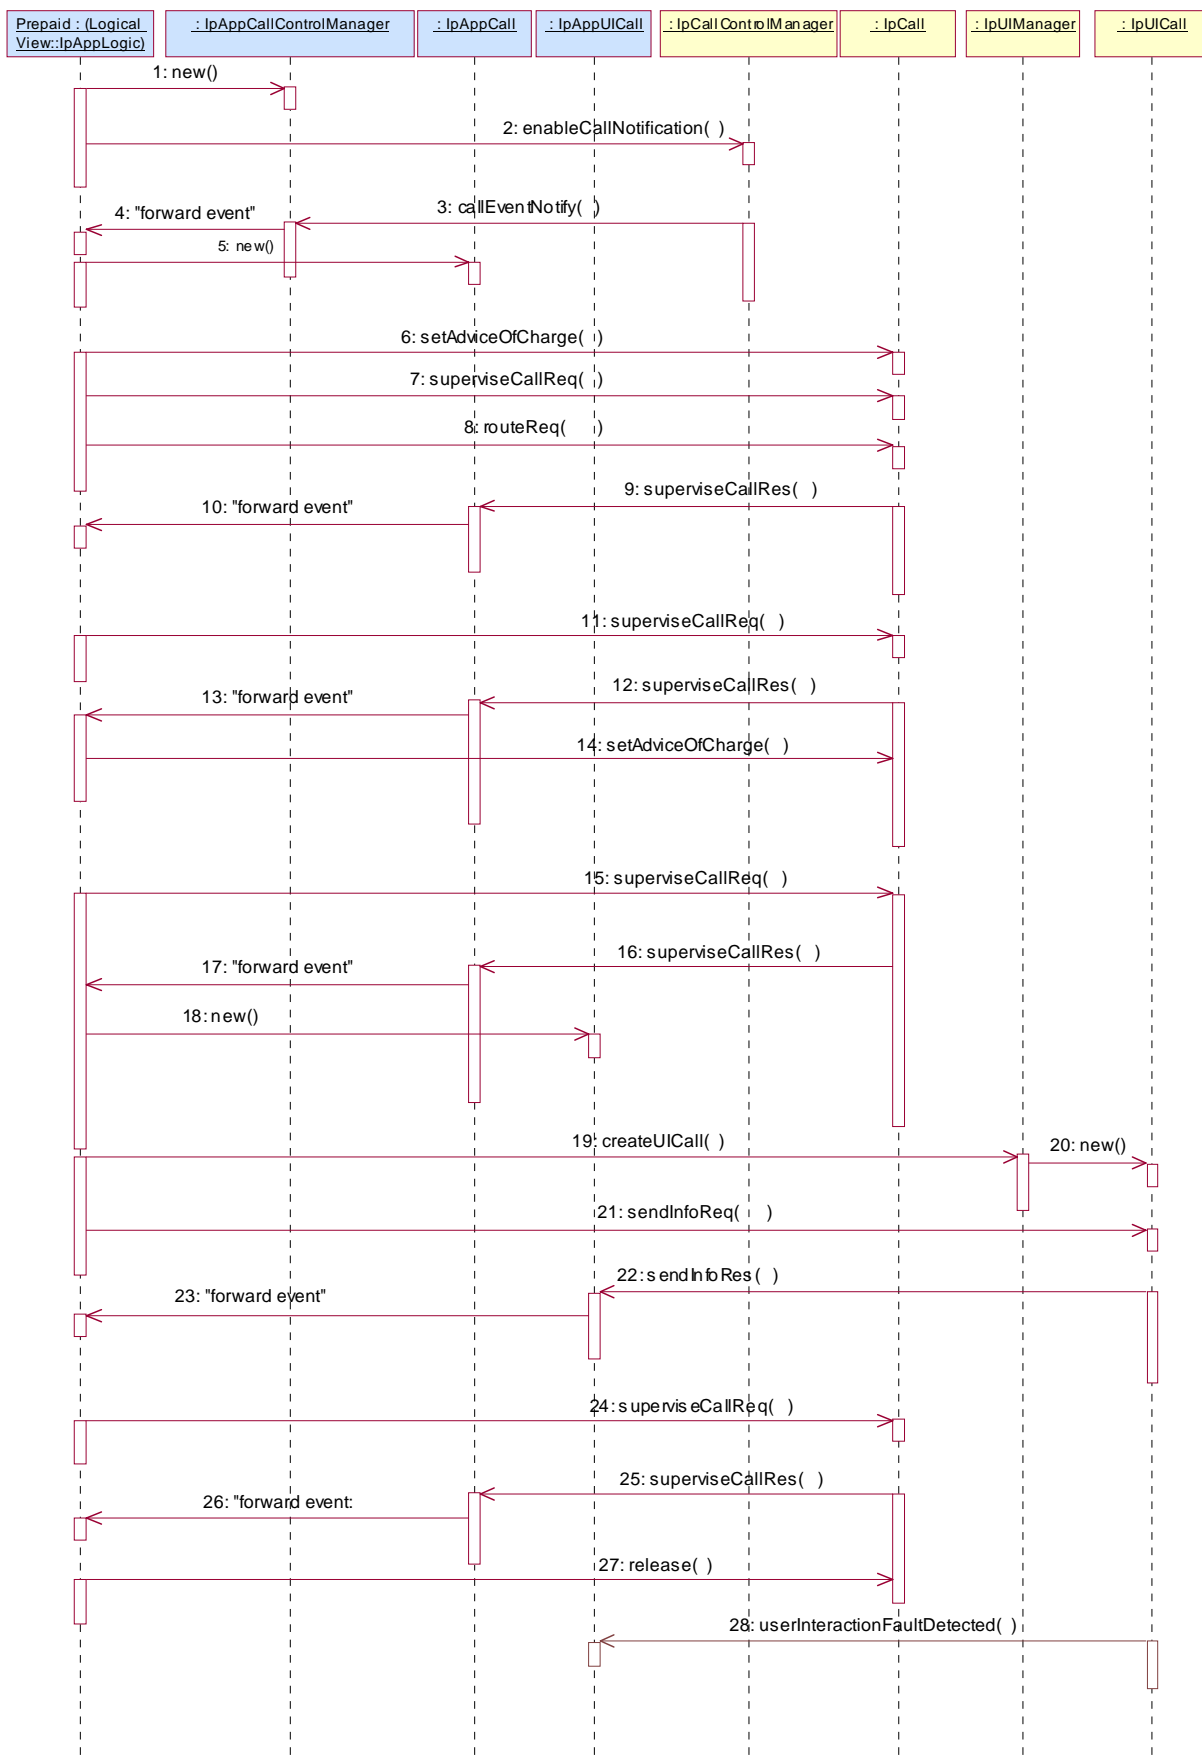 Prepaid : (Logical
View::IpAppLogic)
: IpAppCallControlManager
: IpAppCall
: IpAppUICall
: IpCallControlManager
: IpCall
: IpUIManager
: IpUICall
1: new()
2: enableCallNotification( )
3: callEventNotify( )
4: "forward event"
5: new()
6: setAdviceOfCharge( )
7: superviseCallReq( )
8: routeReq( )
9: superviseCallRes( )
10: "forward event"
11: superviseCallReq( )
12: superviseCallRes( )
13: "forward event"
14: setAdviceOfCharge( )
15: superviseCallReq( )
16: superviseCallRes( )
17: "forward event"
18: new()
19: createUICall( )
20: new()
21: sendInfoReq( )
22: sendInfoRes( )
23: "forward event"
24: superviseCallReq( )
25: superviseCallRes( )
26: "forward event:
27: release( )
28: userInteractionFaultDetected( )